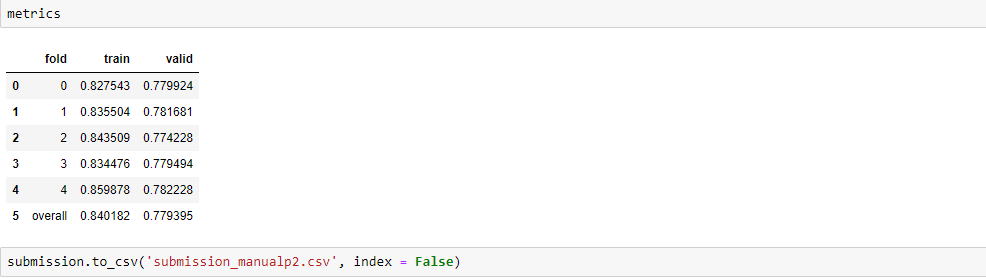 metrics
fold train valid
0 0 0.827543 0.779924
1 1 0.835504 0.781681
2 2 0.843509 0.774228
3 3 0.834476 0.779494
4 4 0.859878 0.782228
5 overall 0.840182 0.779395
submission.to_csv('submission_manualp2.csv', index = False)